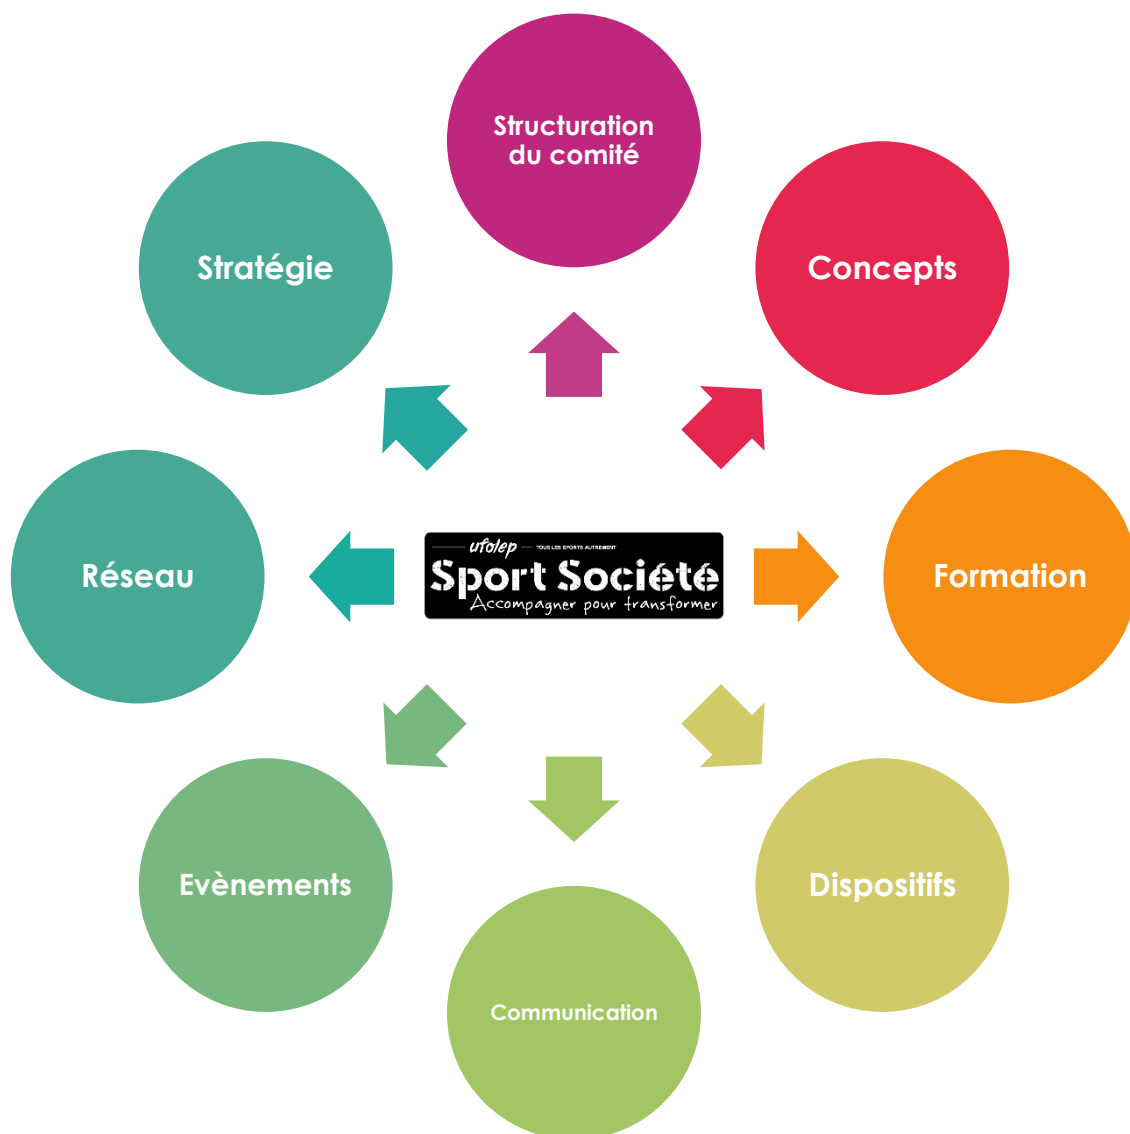 Structuration
du comité
Stratégie
Concepts
ufolep TOUS LES SPORTS AUTREMENT
Sport Société
Accompagner pour transformer
Réseau
Formation
Evènements
Dispositifs
Communication